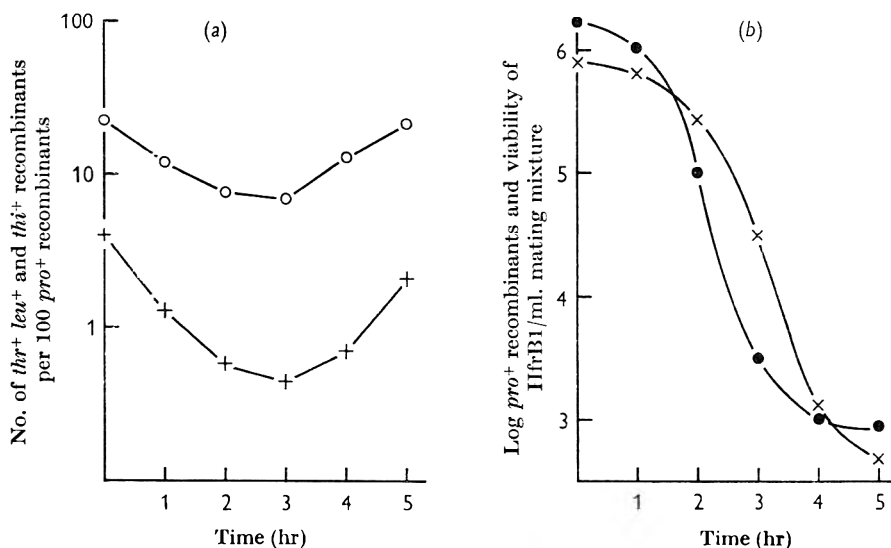 (a)
100
10
1
No. of thr+ leu+ and thi+ recombinants
per 100 pro+ recombinants
1 2 3 4 5
Time (hr)
(b)
6
5
4
3
Log pro+ recombinants and viability of
HfrB1/ml. mating mixture
1 2 3 4 5
Time (hr)